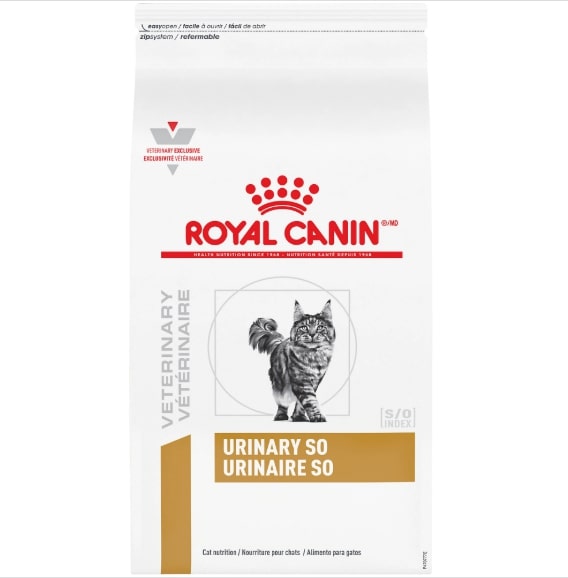 easyopen / facile à ouvrir / fácil de abrir
zipsystem / refermable
VETERINARY EXCLUSIVE
EXCLUSIVITÉ VÉTÉRINAIRE
ROYAL CANIN ®/MD
HEALTH NUTRITION SINCE 1968 - NUTRITION SANTÉ DEPUIS 1968
VETERINARY
VÉTÉRINAIRE
S/O
INDEX
URINARY SO
URINAIRE SO
Cat nutrition / Nourriture pour chats / Alimento para gatos